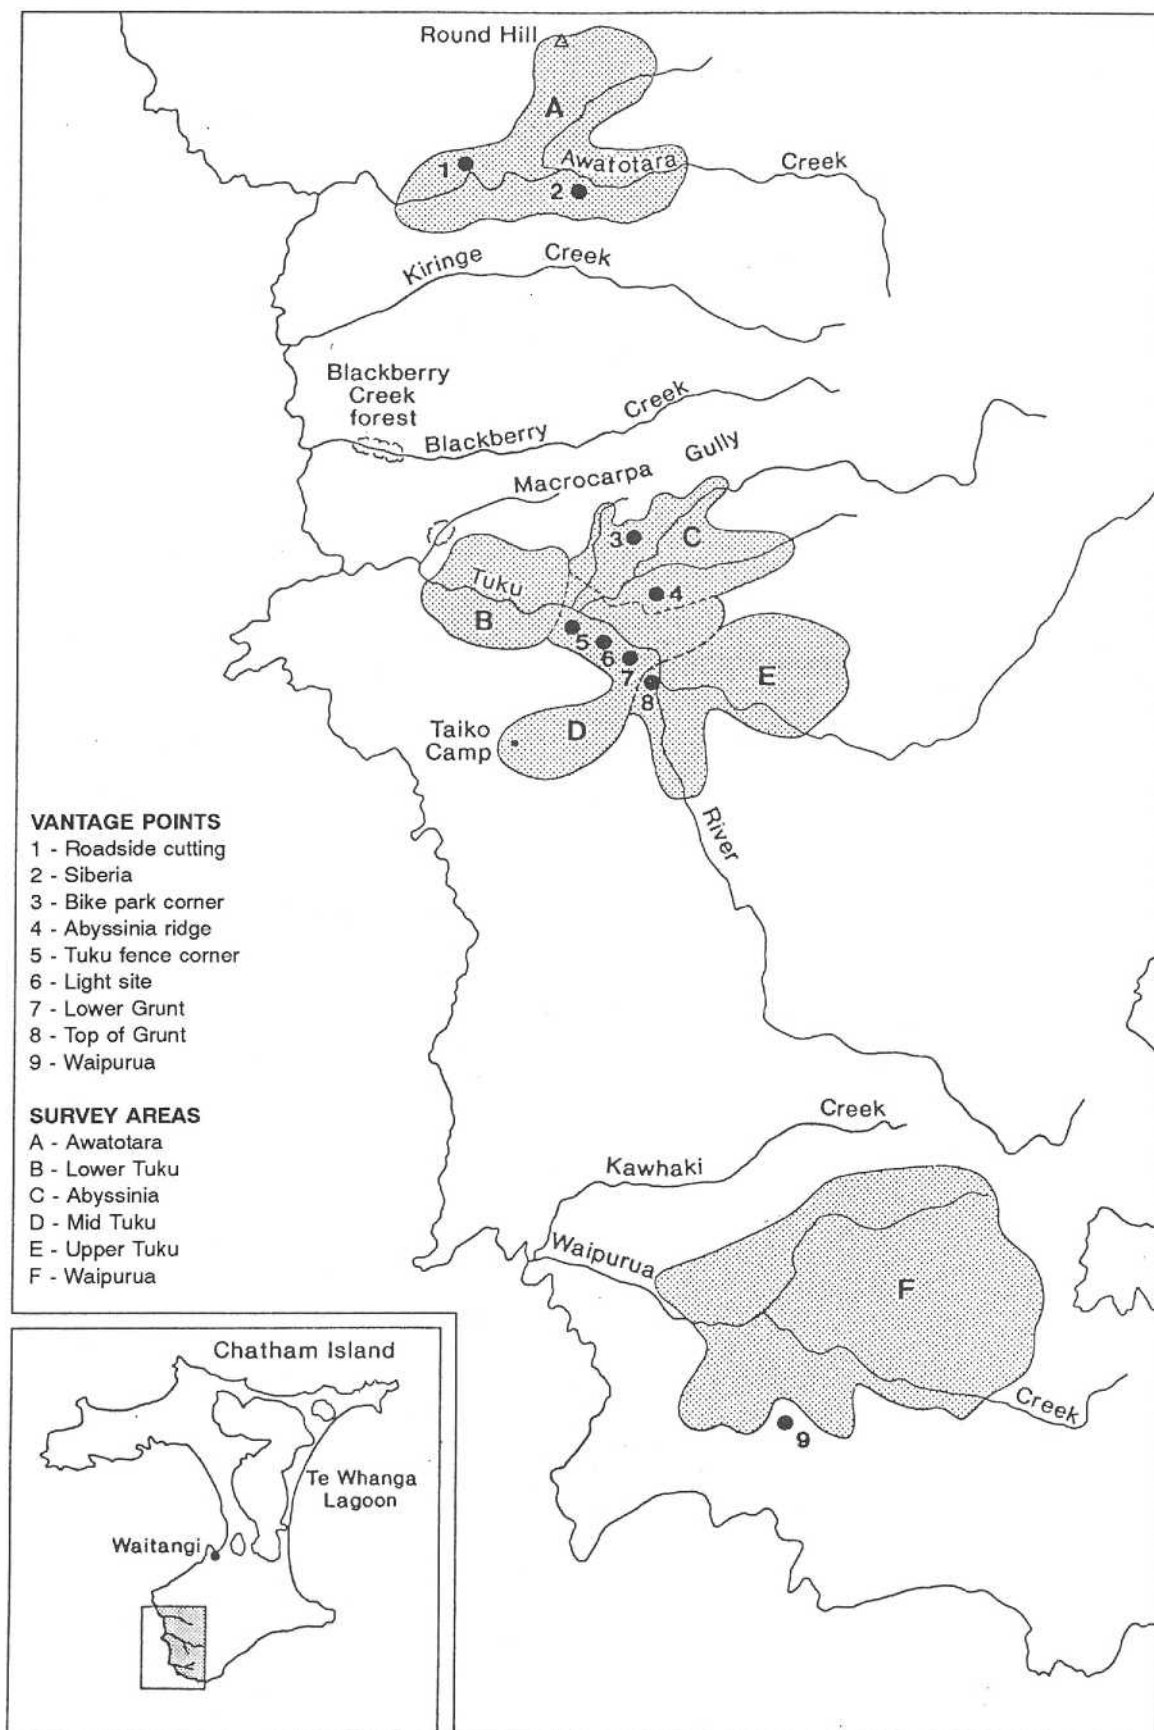 Round Hill
A
1
Awatotara
Creek
2
Kiringe
Creek
Blackberry
Creek
forest
Blackberry
Creek
Macrocarpa
Gully
3
C
Tuku
4
B
5
6
7
E
8
Taiko
Camp
D
River
VANTAGE POINTS
1 - Roadside cutting
2 - Siberia
3 - Bike park corner
4 - Abyssinia ridge
5 - Tuku fence corner
6 - Light site
7 - Lower Grunt
8 - Top of Grunt
9 - Waipurua
SURVEY AREAS
A - Awatotara
B - Lower Tuku
C - Abyssinia
D - Mid Tuku
E - Upper Tuku
F - Waipurua
Creek
Kawhaki
Waipurua
F
Creek
9
Chatham Island
Te Whanga
Lagoon
Waitangi